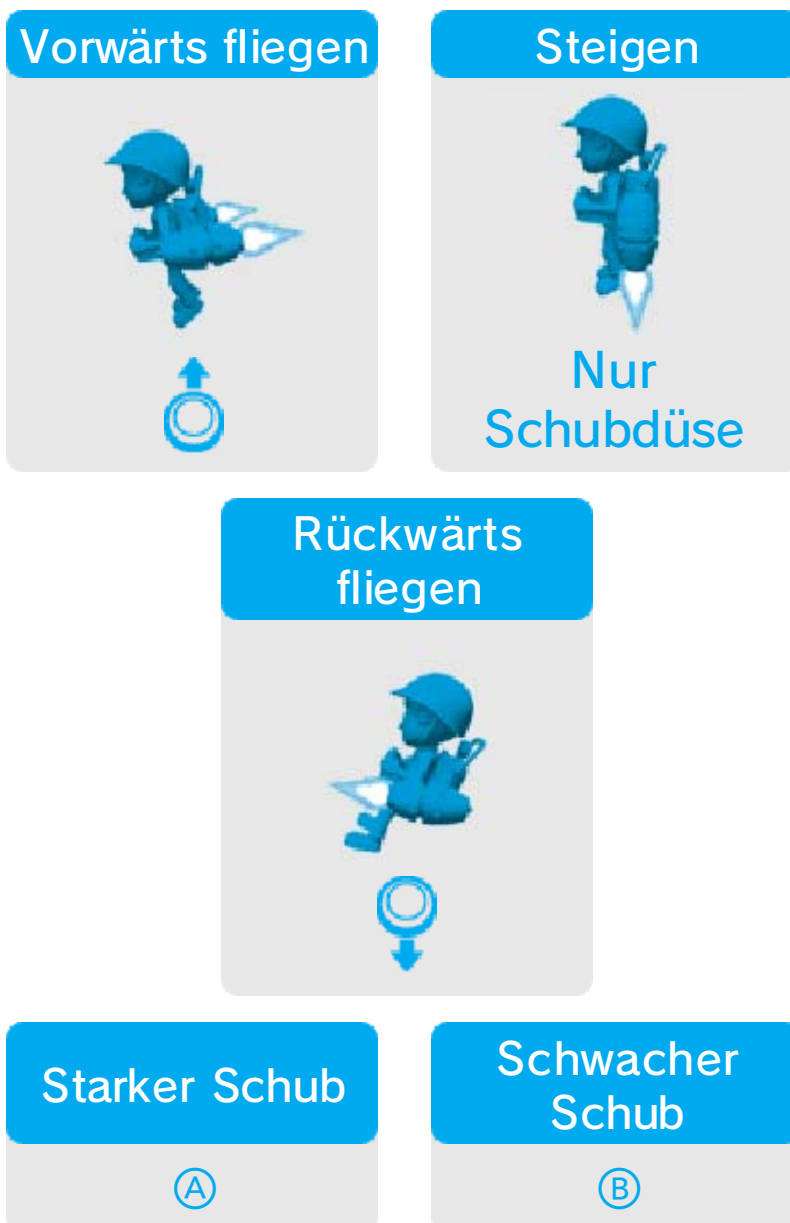 Vorwärts fliegen
Steigen
Nur
Schubdüse
Rückwärts
fliegen
Starker Schub
Schwacher
Schub
Ⓐ
Ⓑ